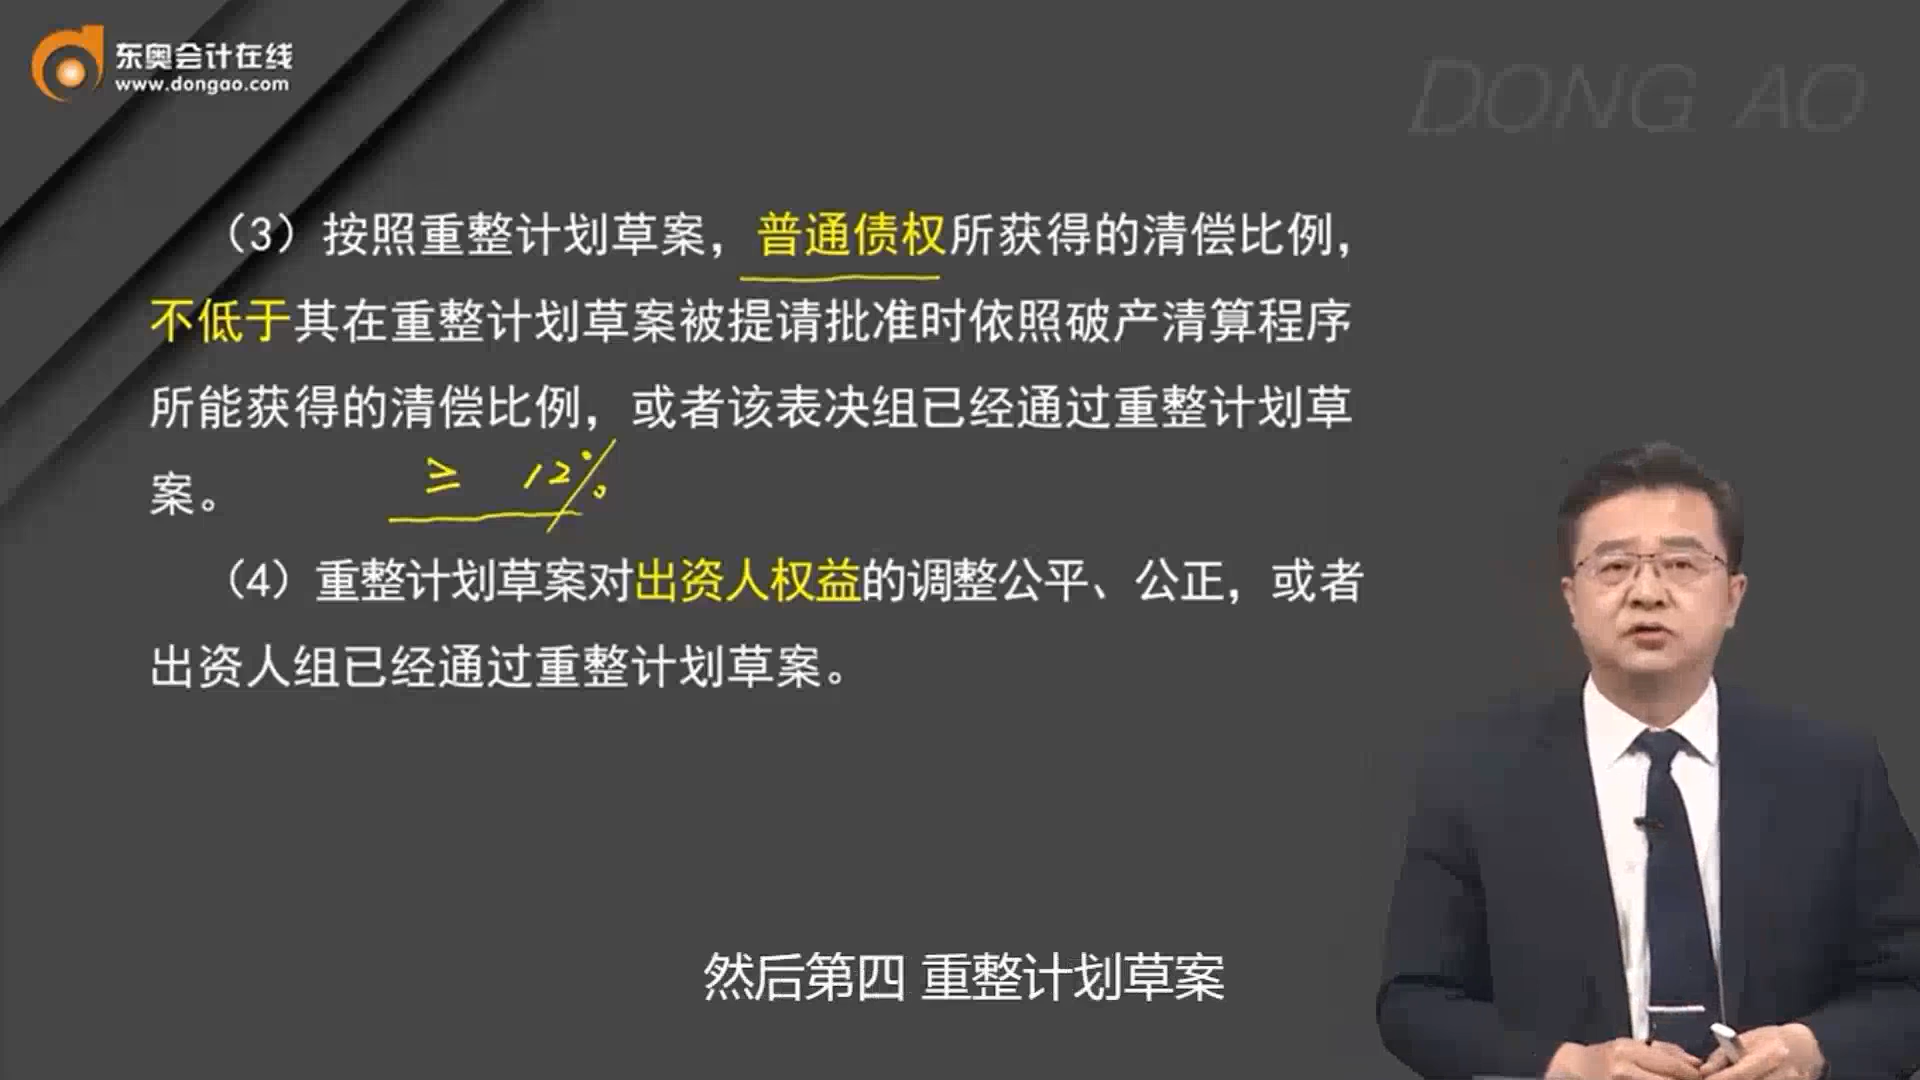 东奥会计在线
www.dongao.com
DONG AO
（3）按照重整计划草案，普通债权所获得的清偿比例，
不低于其在重整计划草案被提请批准时依照破产清算程序
所能获得的清偿比例，或者该表决组已经通过重整计划草
案。
≥ 12%
（4）重整计划草案对出资人权益的调整公平、公正，或者
出资人组已经通过重整计划草案。
然后第四 重整计划草案